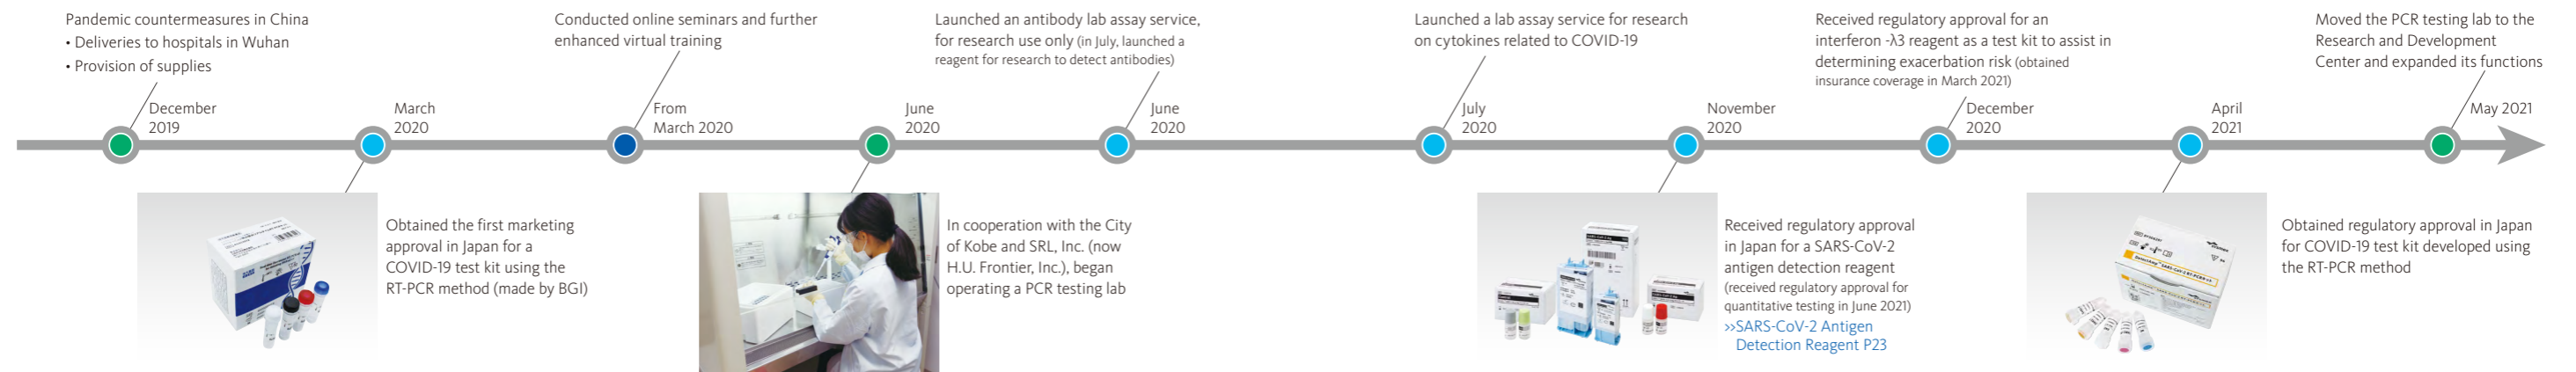 Pandemic countermeasures in China
• Deliveries to hospitals in Wuhan
• Provision of supplies
December
2019
March
2020
Obtained the first marketing
approval in Japan for a
COVID-19 test kit using the
RT-PCR method (made by BGI)
Conducted online seminars and further
enhanced virtual training
From
March 2020
June
2020
In cooperation with the City
of Kobe and SRL, Inc. (now
H.U. Frontier, Inc.), began
operating a PCR testing lab
Launched an antibody lab assay service,
for research use only (in July, launched a
reagent for research to detect antibodies)
June
2020
Launched a lab assay service for research
on cytokines related to COVID-19
July
2020
November
2020
Received regulatory approval
in Japan for a SARS-CoV-2
antigen detection reagent
(received regulatory approval for
quantitative testing in June 2021)
>>SARS-CoV-2 Antigen
Detection Reagent P23
Received regulatory approval for an
interferon -λ3 reagent as a test kit to assist in
determining exacerbation risk (obtained
insurance coverage in March 2021)
December
2020
April
2021
Obtained regulatory approval in Japan
for COVID-19 test kit developed using
the RT-PCR method
Moved the PCR testing lab to the
Research and Development
Center and expanded its functions
May 2021